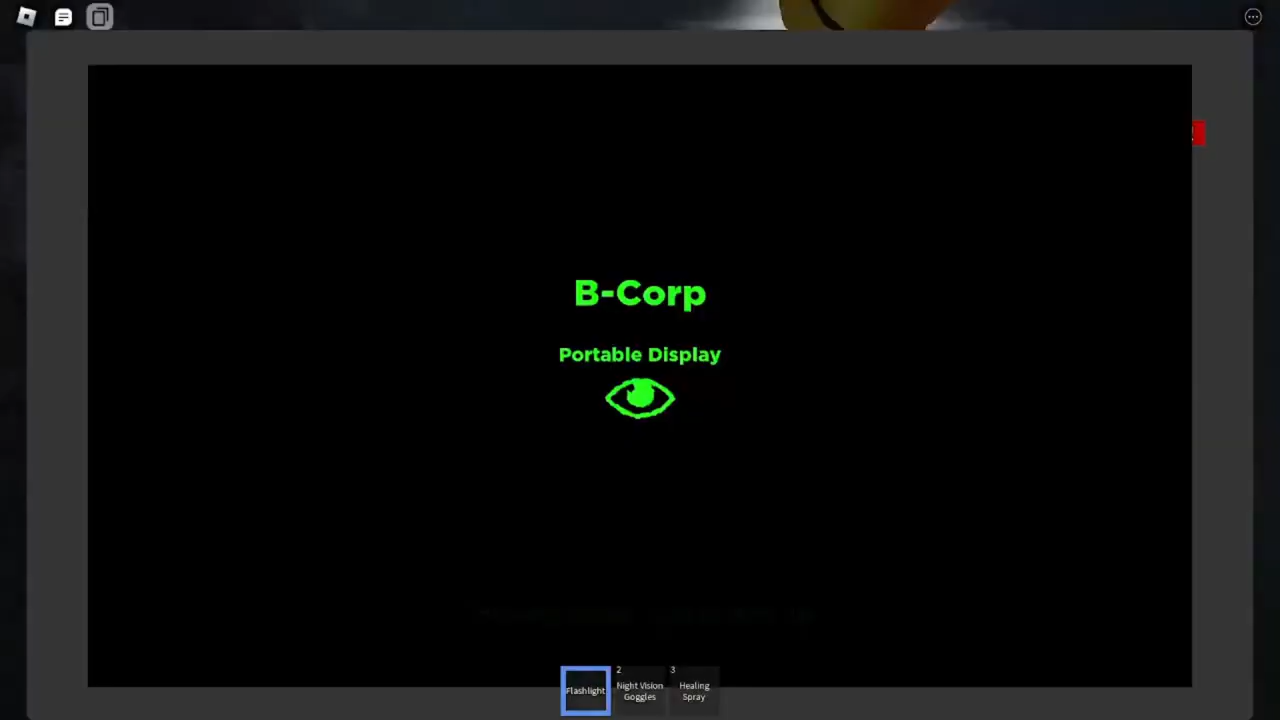 B-Corp
Portable Display
Flashlight
2
Night Vision
Goggles
3
Healing
Spray